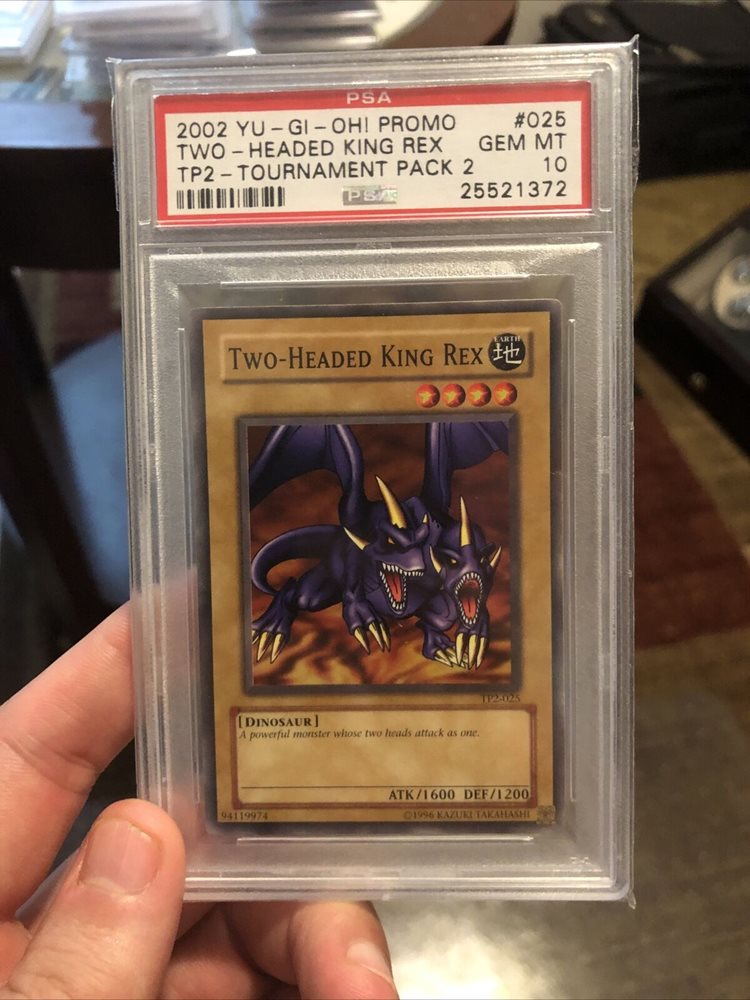 PSA
2002 YU-GI-OH! PROMO #025
TWO-HEADED KING REX GEM MT
TP2-TOURNAMENT PACK 2 10
PSA 25521372
TWO-HEADED KING REX
EARTH
地
TP2-025
[DINOSAUR]
A powerful monster whose two heads attack as one.
ATK/1600 DEF/1200
94119974 ©1996 KAZUKI TAKAHASHI